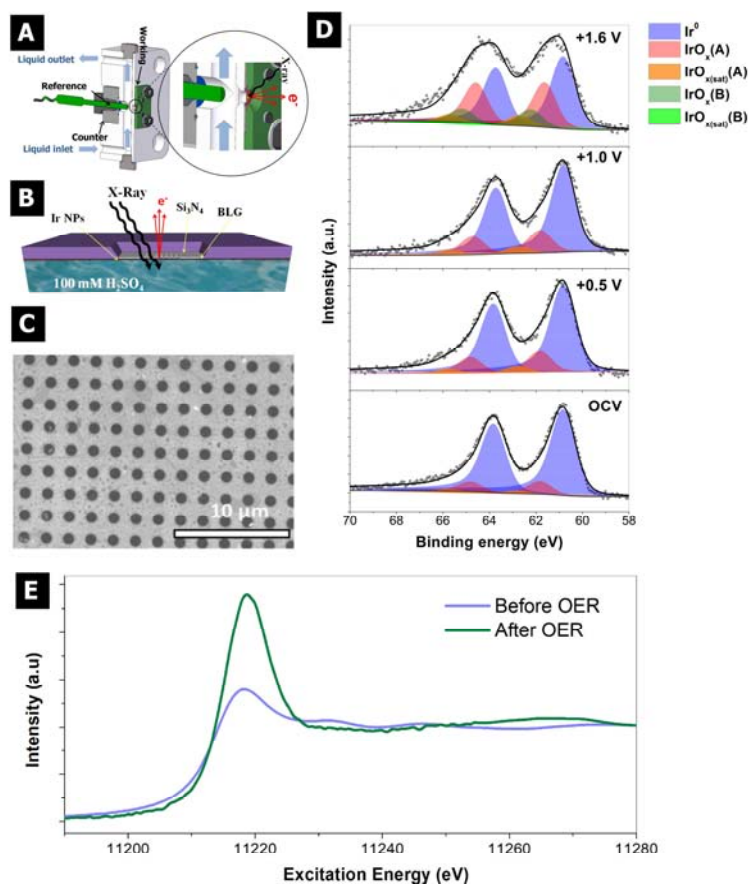 A
Liquid outlet
Working
X-ray
Reference
e⁻
Counter
Liquid inlet
B
X-Ray
e⁻
Si₃N₄
Ir NPs
BLG
100 mM H₂SO₄
C
10 μm
D
+1.6 V
+1.0 V
+0.5 V
OCV
Intensity (a.u.)
70 68 66 64 62 60 58
Binding energy (eV)
Ir⁰
IrOₓ(A)
IrOₓ(sat)(A)
IrOₓ(B)
IrOₓ(sat)(B)
E
Before OER
After OER
Intensity (a.u)
11200 11220 11240 11260 11280
Excitation Energy (eV)